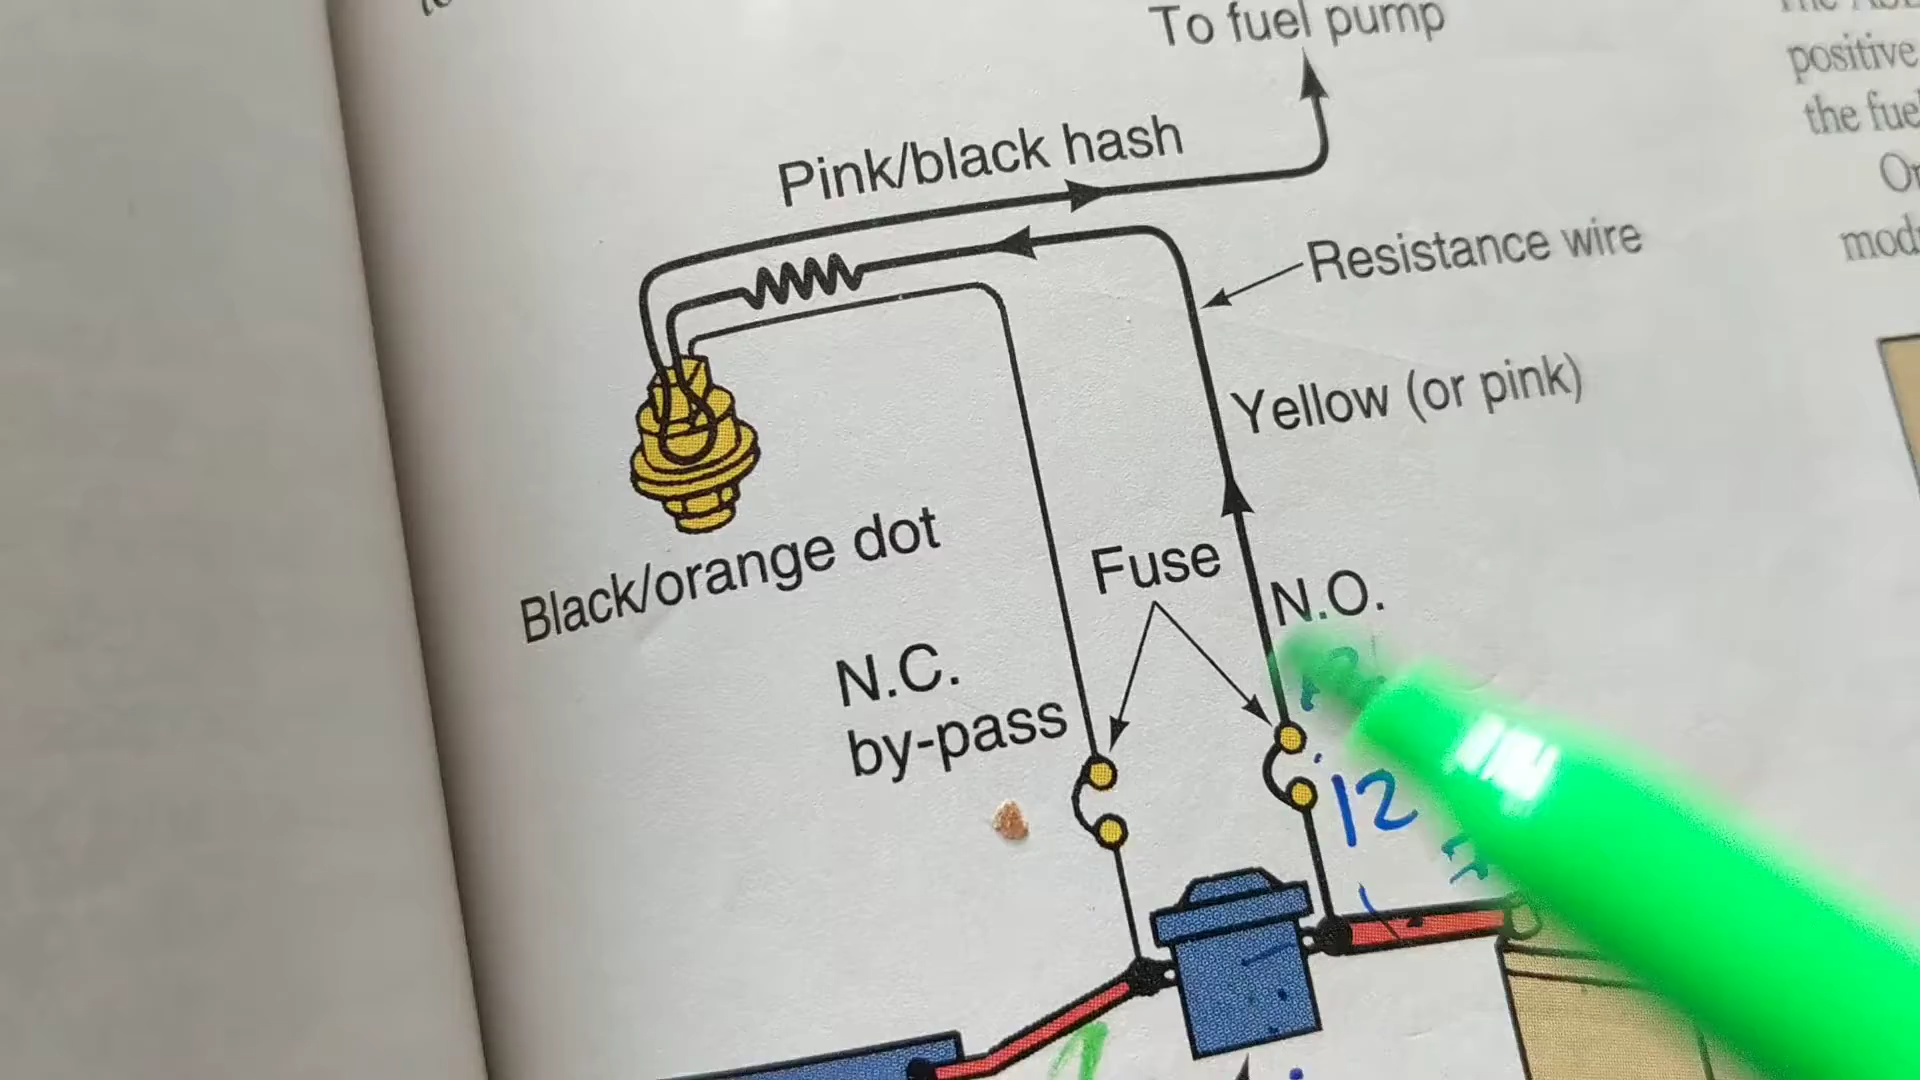 To fuel pump
Pink/black hash
Resistance wire
Yellow (or pink)
Black/orange dot
Fuse
N.O.
N.C.
by-pass
12
positive
the fue
Or
mod